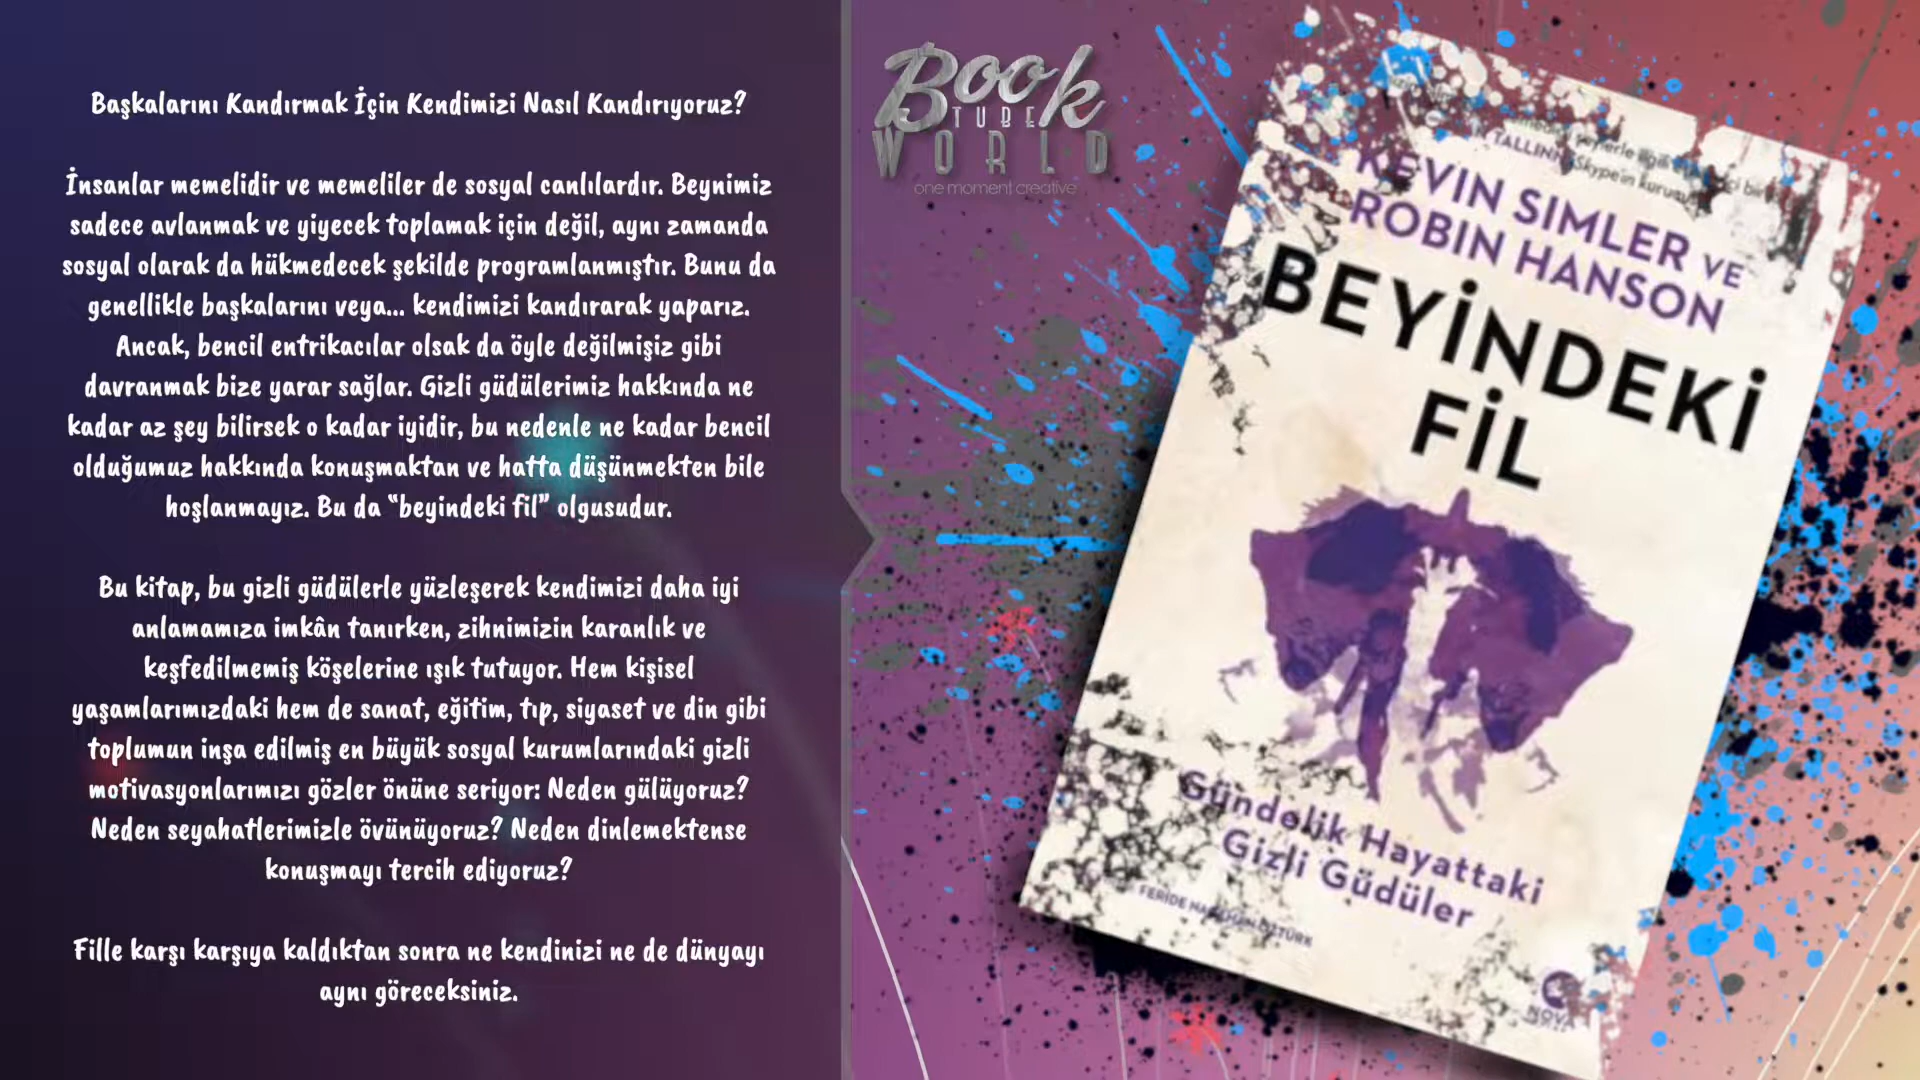 Başkalarını Kandırmak İçin Kendimizi Nasıl Kandırıyoruz?
İnsanlar memelidir ve memeliler de sosyal canlılardır. Beynimiz
sadece avlanmak ve yiyecek toplamak için değil, aynı zamanda
sosyal olarak da hükmedecek şekilde programlanmıştır. Bunu da
genellikle başkalarını veya... kendimizi kandırarak yaparız.
Ancak, bencil entrikacılar olsak da öyle değilmişiz gibi
davranmak bize yarar sağlar. Gizli güdülerimiz hakkında ne
kadar az şey bilirsek o kadar iyidir, bu nedenle ne kadar bencil
olduğumuz hakkında konuşmaktan ve hatta düşünmekten bile
hoşlanmayız. Bu da “beyindeki fil” olgusudur.
Bu kitap, bu gizli güdülerle yüzleşerek kendimizi daha iyi
anlamamıza imkân tanırken, zihnimizin karanlık ve
keşfedilmemiş köşelerine ışık tutuyor. Hem kişisel
yaşamlarımızdaki hem de sanat, eğitim, tıp, siyaset ve din gibi
toplumun inşa edilmiş en büyük sosyal kurumlarındaki gizli
motivasyonlarımızı gözler önüne seriyor: Neden gülüyoruz?
Neden seyahatlerimizle övünüyoruz? Neden dinlemektense
konuşmayı tercih ediyoruz?
Fille karşı karşıya kaldıktan sonra ne kendinizi ne de dünyayı
aynı göreceksiniz.
Book
TUBE
WORLD
one moment creative
TALLINN, Skype'ın
KEVIN SIMLER VE
ROBIN HANSON
BEYİNDEKİ
FİL
Gündelik Hayattaki
Gizli Güdüler
FERİDE
NOVA